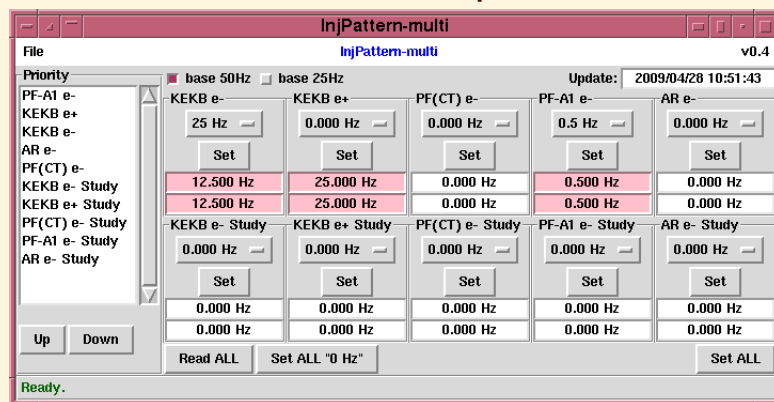 InjPattern-multi
File InjPattern-multi v0.4
Priority
PF-A1 e-
KEKB e+
KEKB e-
AR e-
PF(CT) e-
KEKB e- Study
KEKB e+ Study
PF(CT) e- Study
PF-A1 e- Study
AR e- Study
Up Down
base 50Hz base 25Hz Update: 2009/04/28 10:51:43
KEKB e- KEKB e+ PF(CT) e- PF-A1 e- AR e-
25 Hz 0.000 Hz 0.000 Hz 0.5 Hz 0.000 Hz
Set Set Set Set Set
12.500 Hz 25.000 Hz 0.000 Hz 0.500 Hz 0.000 Hz
12.500 Hz 25.000 Hz 0.000 Hz 0.500 Hz 0.000 Hz
KEKB e- Study KEKB e+ Study PF(CT) e- Study PF-A1 e- Study AR e- Study
0.000 Hz 0.000 Hz 0.000 Hz 0.000 Hz 0.000 Hz
Set Set Set Set Set
0.000 Hz 0.000 Hz 0.000 Hz 0.000 Hz 0.000 Hz
0.000 Hz 0.000 Hz 0.000 Hz 0.000 Hz 0.000 Hz
Read ALL Set ALL "0 Hz" Set ALL
Ready.